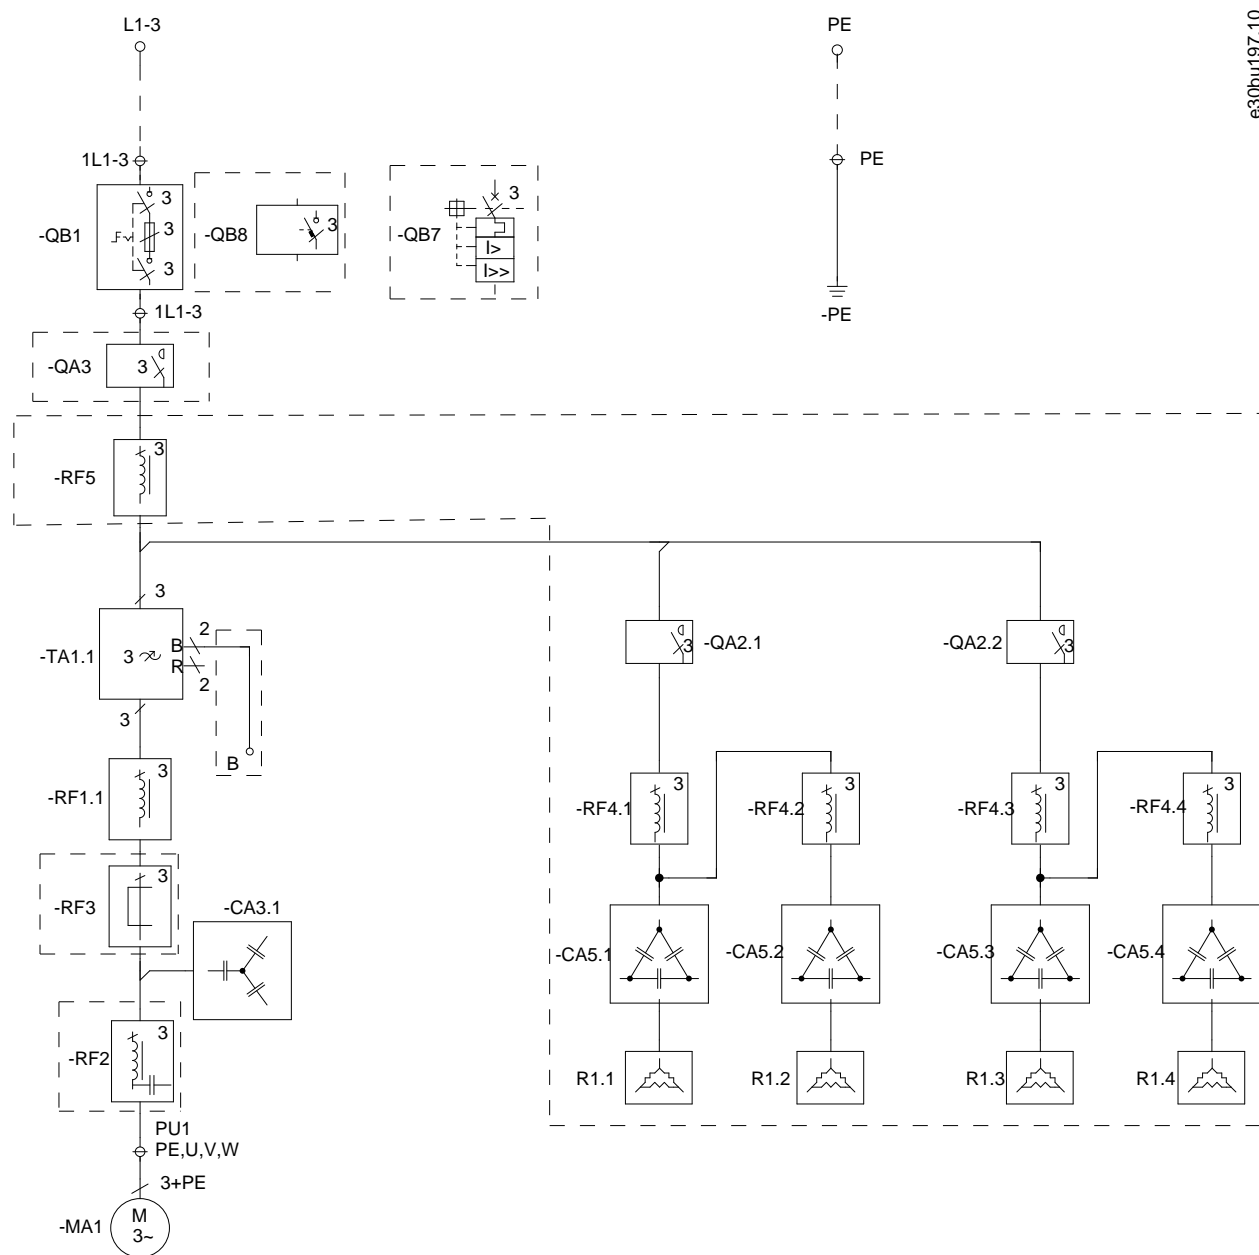 L1-3
PE
e30bu197.10
1L1-3
PE
3
3
3
-QB1
-QB8
3
-QB7
3
I>
I>>
1L1-3
-PE
-QA3
3
-RF5
3
3
-TA1.1
3
B
R
2
2
B
3
-QA2.1
3
-QA2.2
3
-RF1.1
3
-RF4.1
3
-RF4.2
3
-RF4.3
3
-RF4.4
3
-RF3
3
-CA3.1
-CA5.1
-CA5.2
-CA5.3
-CA5.4
-RF2
3
R1.1
R1.2
R1.3
R1.4
PU1
PE,U,V,W
3+PE
-MA1
M
3~